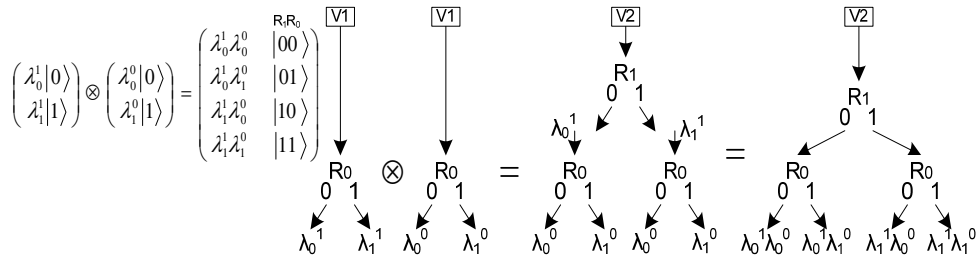 R₁R₀
V1 V1 V2 V2
(λ₀¹|0⟩ λ₁¹|1⟩) ⊗ (λ₀⁰|0⟩ λ₁⁰|1⟩) = (λ₀¹λ₀⁰ |00⟩
λ₀¹λ₁⁰ |01⟩
λ₁¹λ₀⁰ |10⟩
λ₁¹λ₁⁰ |11⟩)
R1 R1
0 1 0 1
λ₀¹ λ₁¹
R0 ⊗ R0 = R0 R0 = R0 R0
0 1 0 1 0 1 0 1 0 1 0 1
λ₀¹ λ₁¹ λ₀⁰ λ₁⁰ λ₀⁰ λ₁⁰ λ₀⁰ λ₁⁰ λ₀¹λ₀⁰ λ₀¹λ₁⁰ λ₁¹λ₀⁰ λ₁¹λ₁⁰